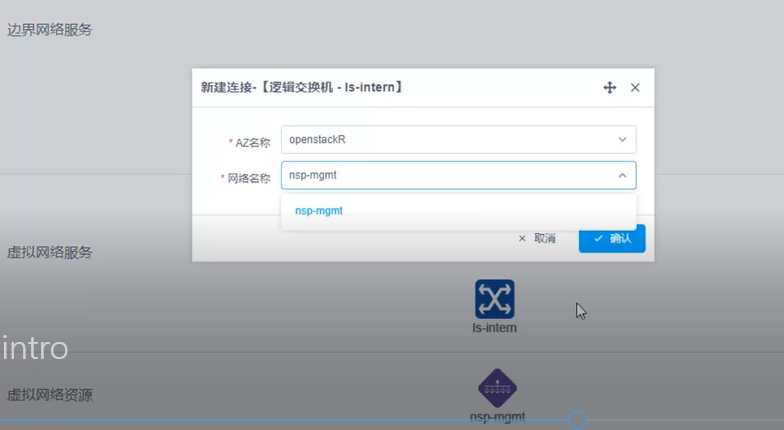 边界网络服务
新建连接-【逻辑交换机 - ls-intern】
* AZ名称
openstackR
* 网络名称
nsp-mgmt
nsp-mgmt
取消
确认
虚拟网络服务
ls-intern
intro
虚拟网络资源
nsp-mgmt